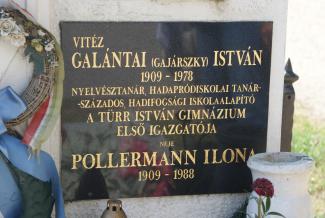 VITÉZ
GALÁNTAI (GAJÁRSZKY) ISTVÁN
1909 - 1978
NYELVÉSZTANÁR, HADAPRÓDISKOLAI TANÁR-
-SZÁZADOS, HADIFOGSÁGI ISKOLAALAPÍTÓ
A TÜRR ISTVÁN GIMNÁZIUM
ELSŐ IGAZGATÓJA
NEJE
POLLERMANN ILONA
1909 - 1988